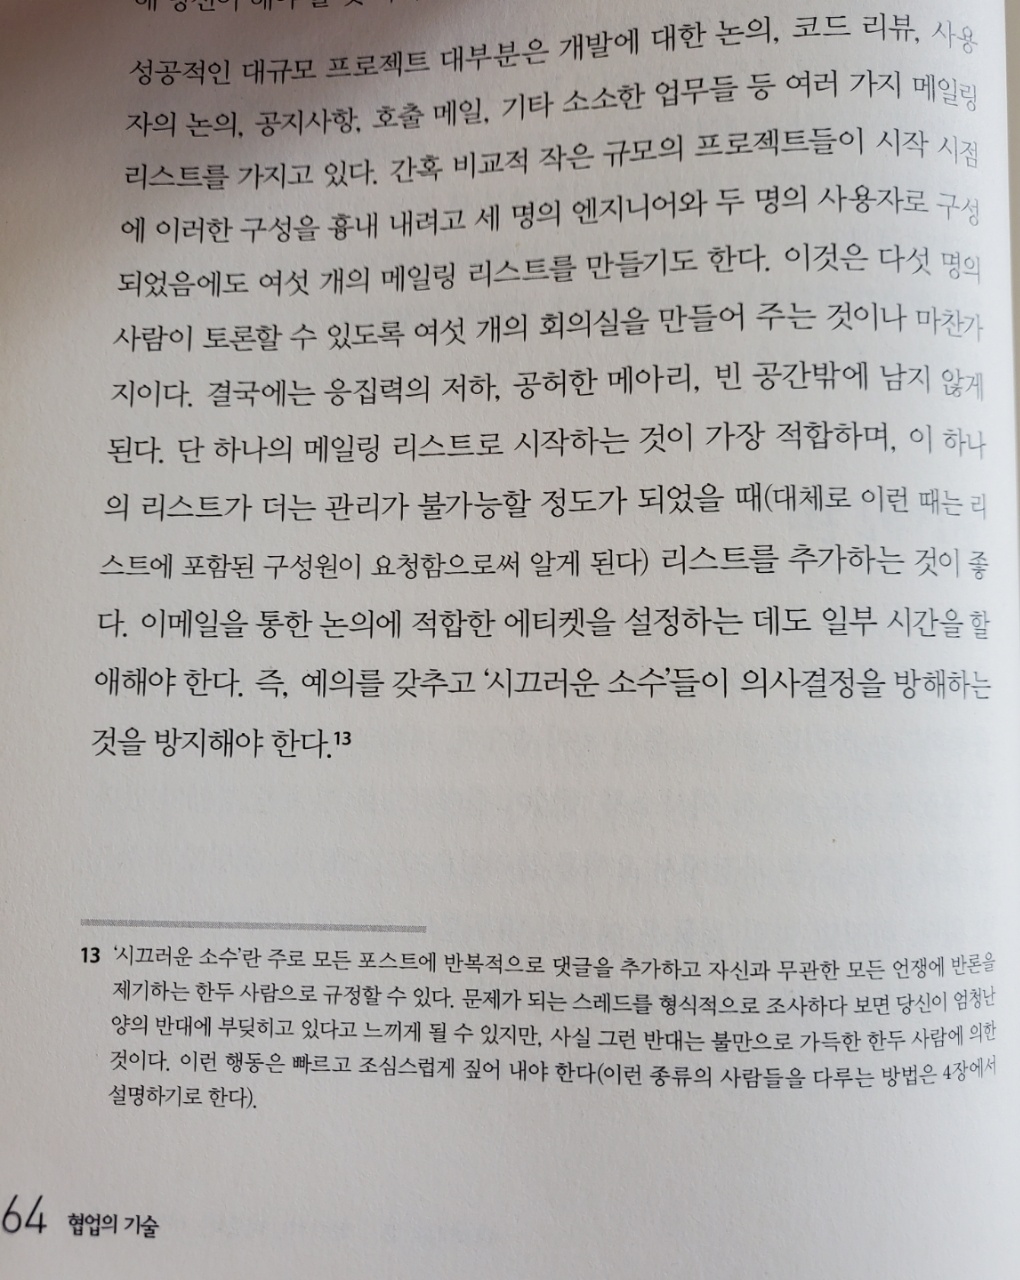 성공적인 대규모 프로젝트 대부분은 개발에 대한 논의, 코드 리뷰, 사용
자의 논의, 공지사항, 호출 메일, 기타 소소한 업무들 등 여러 가지 메일링
리스트를 가지고 있다. 간혹 비교적 작은 규모의 프로젝트들이 시작 시점
에 이러한 구성을 흉내 내려고 세 명의 엔지니어와 두 명의 사용자로 구성
되었음에도 여섯 개의 메일링 리스트를 만들기도 한다. 이것은 다섯 명의
사람이 토론할 수 있도록 여섯 개의 회의실을 만들어 주는 것이나 마찬가
지이다. 결국에는 응집력의 저하, 공허한 메아리, 빈 공간밖에 남지 않게
된다. 단 하나의 메일링 리스트로 시작하는 것이 가장 적합하며, 이 하나
의 리스트가 더는 관리가 불가능할 정도가 되었을 때(대체로 이런 때는 리
스트에 포함된 구성원이 요청함으로써 알게 된다) 리스트를 추가하는 것이 좋
다. 이메일을 통한 논의에 적합한 에티켓을 설정하는 데도 일부 시간을 할
애해야 한다. 즉, 예의를 갖추고 ‘시끄러운 소수’들이 의사결정을 방해하는
것을 방지해야 한다.13
13 ‘시끄러운 소수’란 주로 모든 포스트에 반복적으로 댓글을 추가하고 자신과 무관한 모든 언쟁에 반론을
제기하는 한두 사람으로 규정할 수 있다. 문제가 되는 스레드를 형식적으로 조사하다 보면 당신이 엄청난
양의 반대에 부딪히고 있다고 느끼게 될 수 있지만, 사실 그런 반대는 불만으로 가득한 한두 사람에 의한
것이다. 이런 행동은 빠르고 조심스럽게 짚어 내야 한다(이런 종류의 사람들을 다루는 방법은 4장에서
설명하기로 한다).
64 협업의 기술